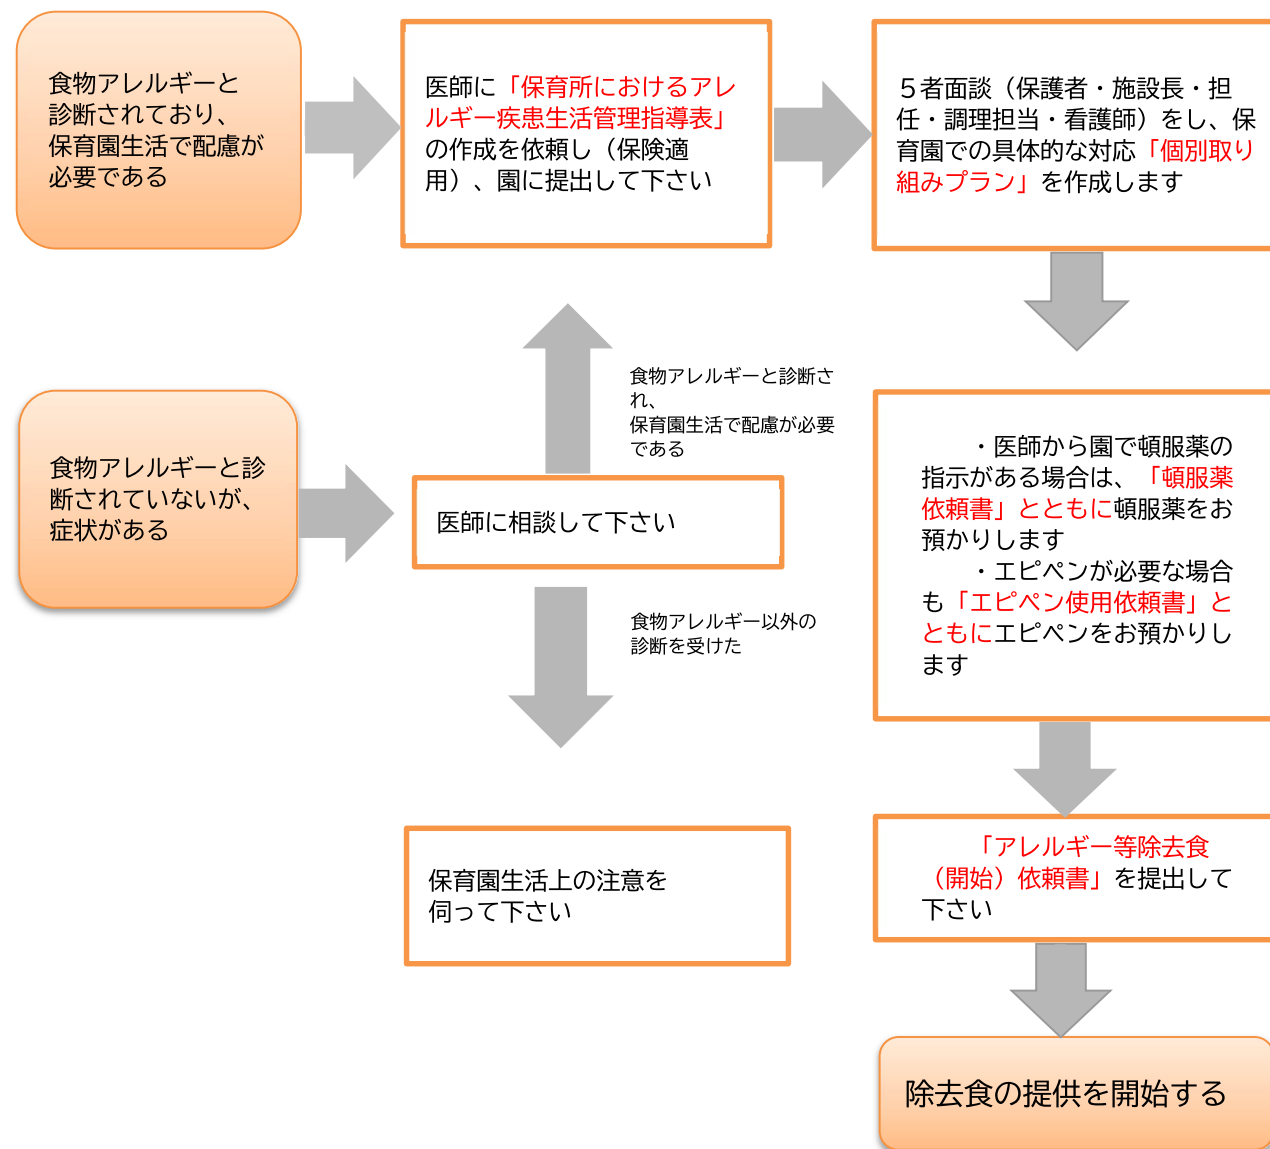 食物アレルギーと
診断されており、
保育園生活で配慮が
必要である
医師に「保育所におけるアレ
ルギー疾患生活管理指導表」
の作成を依頼し（保険適
用）、園に提出して下さい
５者面談（保護者・施設長・担
任・調理担当・看護師）をし、保
育園での具体的な対応「個別取り
組みプラン」を作成します
食物アレルギーと診断さ
れ、
保育園生活で配慮が必要
である
食物アレルギーと診
断されていないが、
症状がある
医師に相談して下さい
食物アレルギー以外の
診断を受けた
保育園生活上の注意を
伺って下さい
・医師から園で頓服薬の
指示がある場合は、「頓服薬
依頼書」とともに頓服薬をお
預かりします
・エピペンが必要な場合
も「エピペン使用依頼書」と
ともにエピペンをお預かりし
ます
「アレルギー等除去食
（開始）依頼書」を提出して
下さい
除去食の提供を開始する